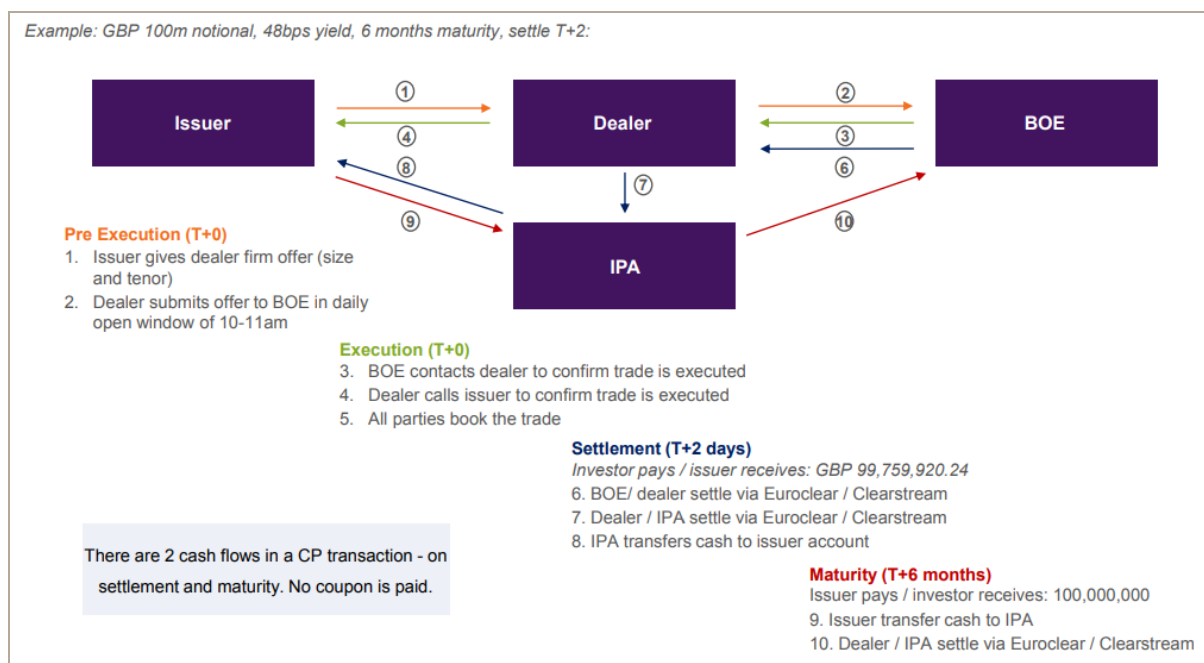 Example: GBP 100m notional, 48bps yield, 6 months maturity, settle T+2:
Issuer
Dealer
BOE
IPA
1
2
4
3
8
7
6
9
10
Pre Execution (T+0)
1. Issuer gives dealer firm offer (size
and tenor)
2. Dealer submits offer to BOE in daily
open window of 10-11am
Execution (T+0)
3. BOE contacts dealer to confirm trade is executed
4. Dealer calls issuer to confirm trade is executed
5. All parties book the trade
Settlement (T+2 days)
Investor pays / issuer receives: GBP 99,759,920.24
6. BOE/ dealer settle via Euroclear / Clearstream
7. Dealer / IPA settle via Euroclear / Clearstream
8. IPA transfers cash to issuer account
There are 2 cash flows in a CP transaction - on
settlement and maturity. No coupon is paid.
Maturity (T+6 months)
Issuer pays / investor receives: 100,000,000
9. Issuer transfer cash to IPA
10. Dealer / IPA settle via Euroclear / Clearstream